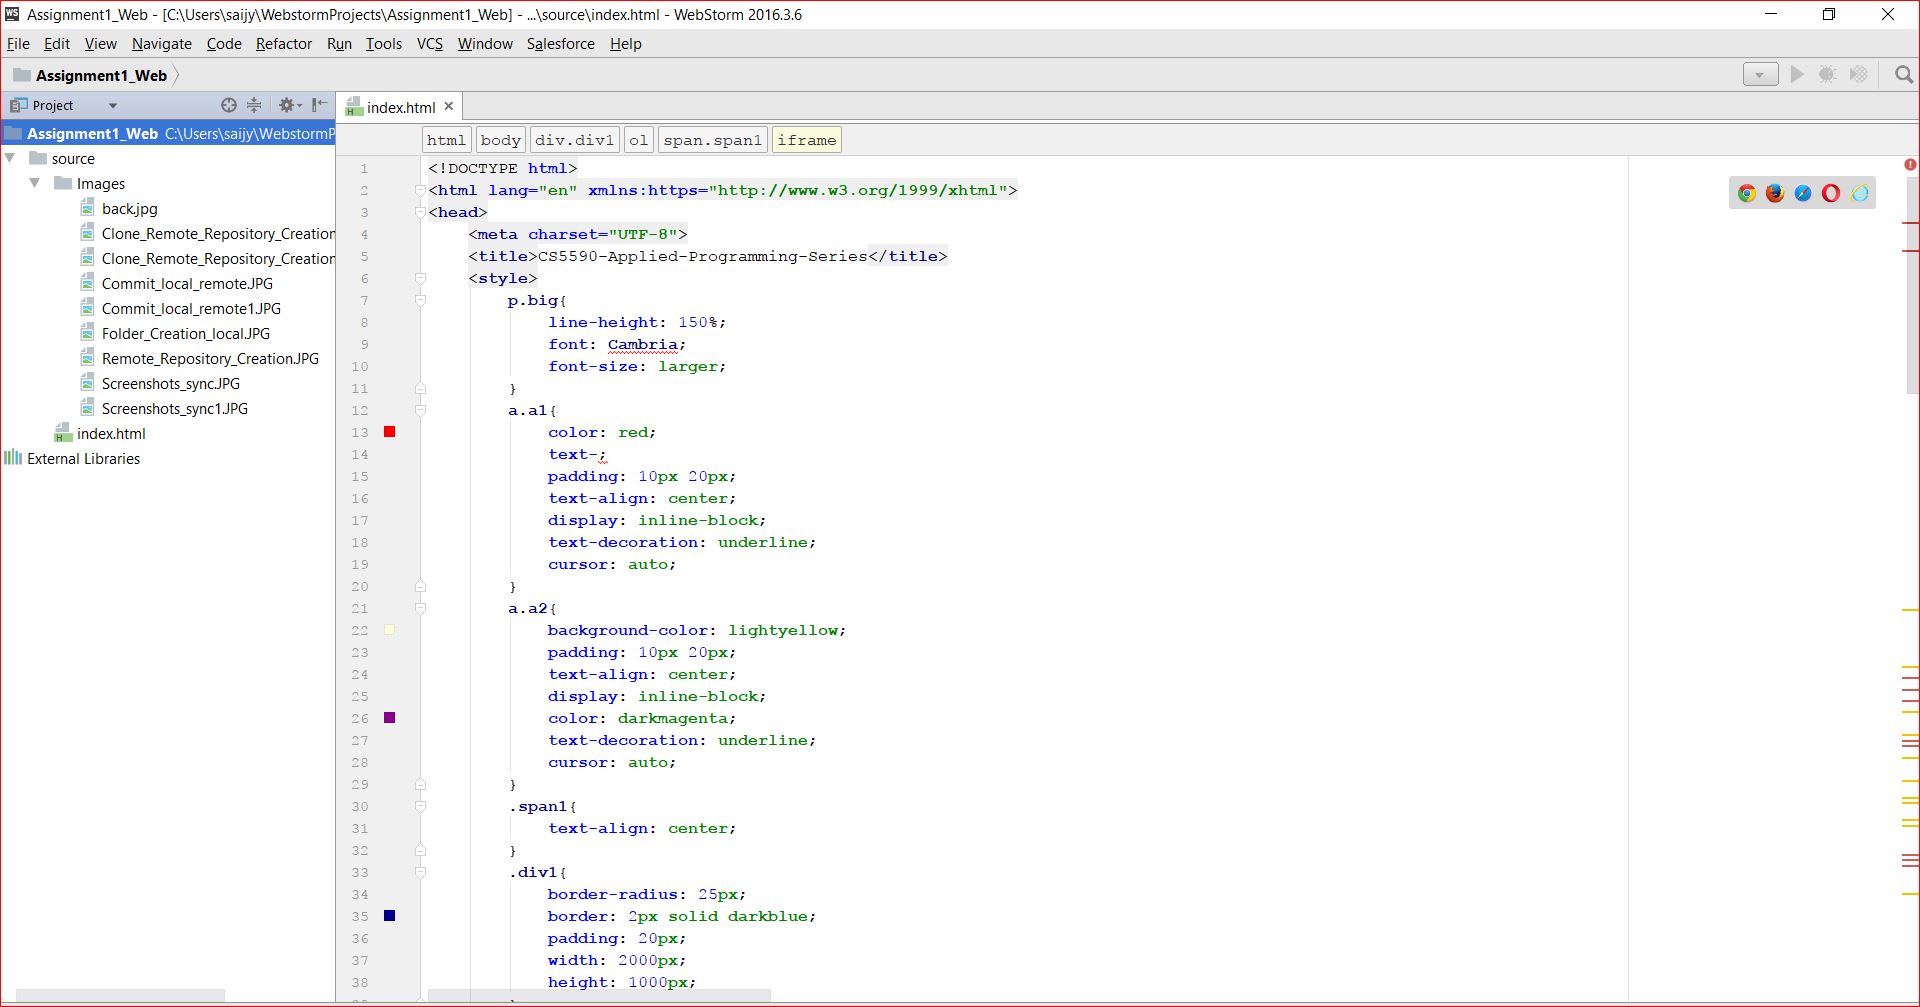 WS Assignment1_Web - [C:\Users\saijy\WebstormProjects\Assignment1_Web] - ...\source\index.html - WebStorm 2016.3.6
File Edit View Navigate Code Refactor Run Tools VCS Window Salesforce Help
Assignment1_Web
Project
index.html
Assignment1_Web C:\Users\saijy\WebstormP
source
Images
back.jpg
Clone_Remote_Repository_Creation
Clone_Remote_Repository_Creation
Commit_local_remote.JPG
Commit_local_remote1.JPG
Folder_Creation_local.JPG
Remote_Repository_Creation.JPG
Screenshots_sync.JPG
Screenshots_sync1.JPG
H index.html
External Libraries
html body div.div1 ol span.span1 iframe
1 <!DOCTYPE html>
2 <html lang="en" xmlns:https="http://www.w3.org/1999/xhtml">
3 <head>
4 <meta charset="UTF-8">
5 <title>CS5590-Applied-Programming-Series</title>
6 <style>
7 p.big{
8 line-height: 150%;
9 font: Cambria;
10 font-size: larger;
11 }
12 a.a1{
13 color: red;
14 text-;
15 padding: 10px 20px;
16 text-align: center;
17 display: inline-block;
18 text-decoration: underline;
19 cursor: auto;
20 }
21 a.a2{
22 background-color: lightyellow;
23 padding: 10px 20px;
24 text-align: center;
25 display: inline-block;
26 color: darkmagenta;
27 text-decoration: underline;
28 cursor: auto;
29 }
30 .span1{
31 text-align: center;
32 }
33 .div1{
34 border-radius: 25px;
35 border: 2px solid darkblue;
36 padding: 20px;
37 width: 2000px;
38 height: 1000px;